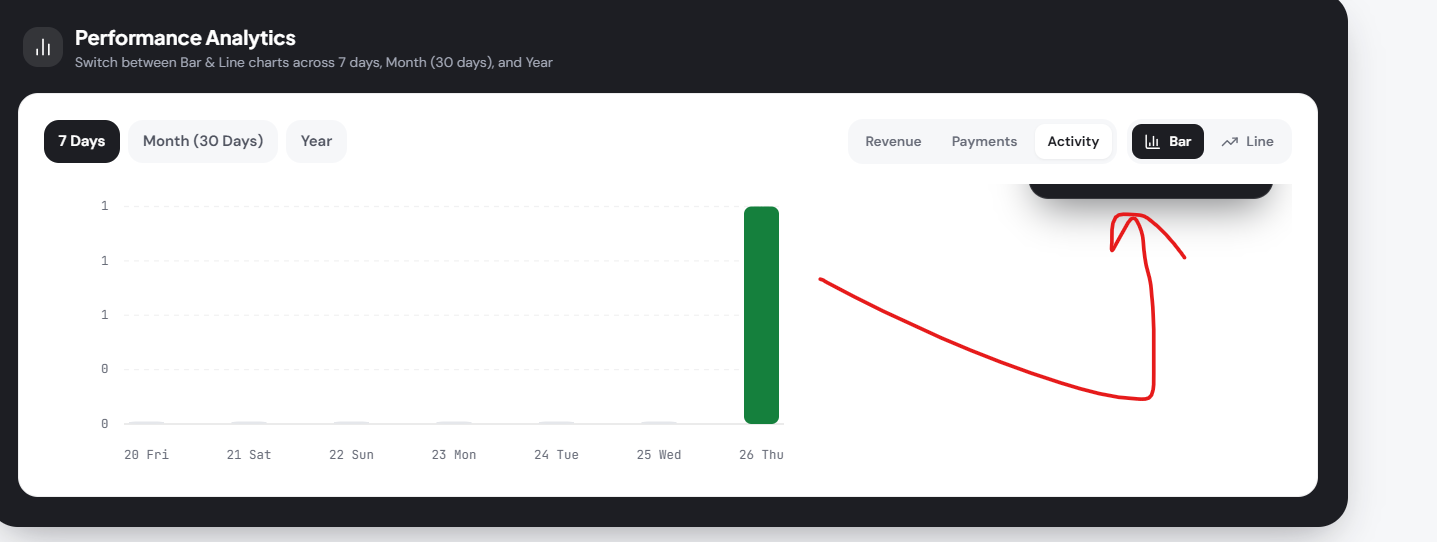 Performance Analytics
Switch between Bar & Line charts across 7 days, Month (30 days), and Year
7 Days Month (30 Days) Year Revenue Payments Activity Bar Line
1
1
1
0
0
20 Fri 21 Sat 22 Sun 23 Mon 24 Tue 25 Wed 26 Thu